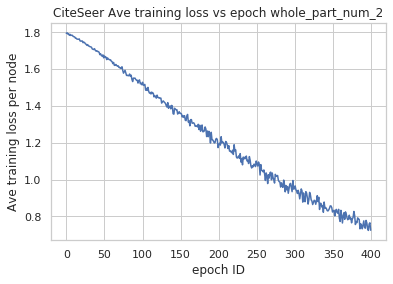 CiteSeer Ave training loss vs epoch whole_part_num_2
Ave training loss per node
1.8
1.6
1.4
1.2
1.0
0.8
0 50 100 150 200 250 300 350 400
epoch ID